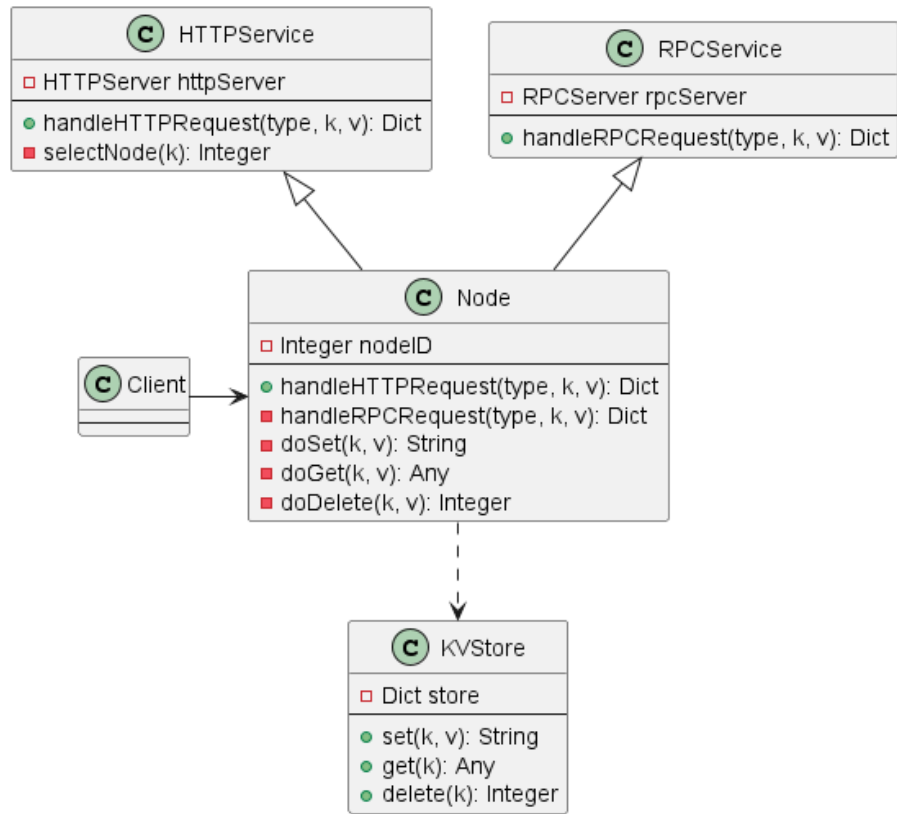 C HTTPService
HTTPServer httpServer
handleHTTPRequest(type, k, v): Dict
selectNode(k): Integer
C RPCService
RPCServer rpcServer
handleRPCRequest(type, k, v): Dict
C Node
Integer nodeID
handleHTTPRequest(type, k, v): Dict
handleRPCRequest(type, k, v): Dict
doSet(k, v): String
doGet(k, v): Any
doDelete(k, v): Integer
C Client
C KVStore
Dict store
set(k, v): String
get(k): Any
delete(k): Integer